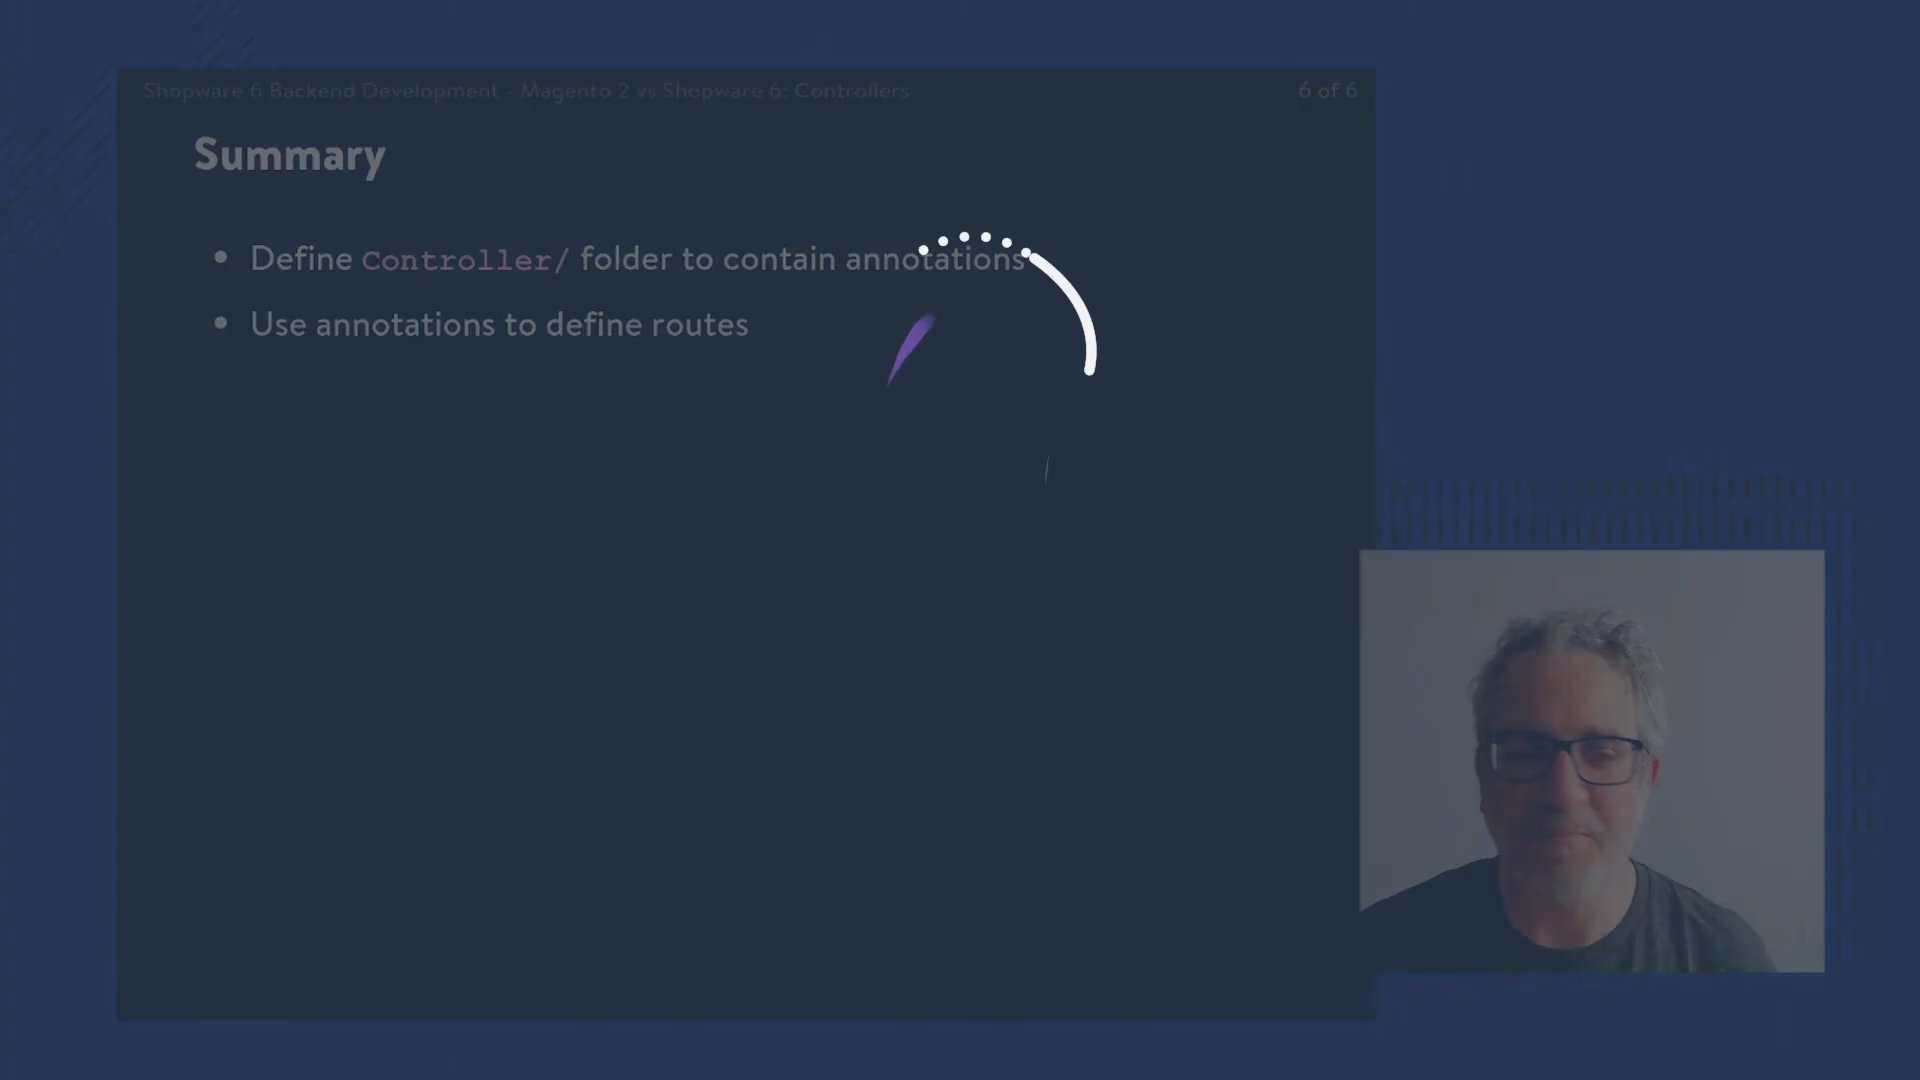 Shopware 6 Backend Development - Magento 2 vs Shopware 6: Controllers
6 of 6
Summary
• Define Controller/ folder to contain annotations
• Use annotations to define routes